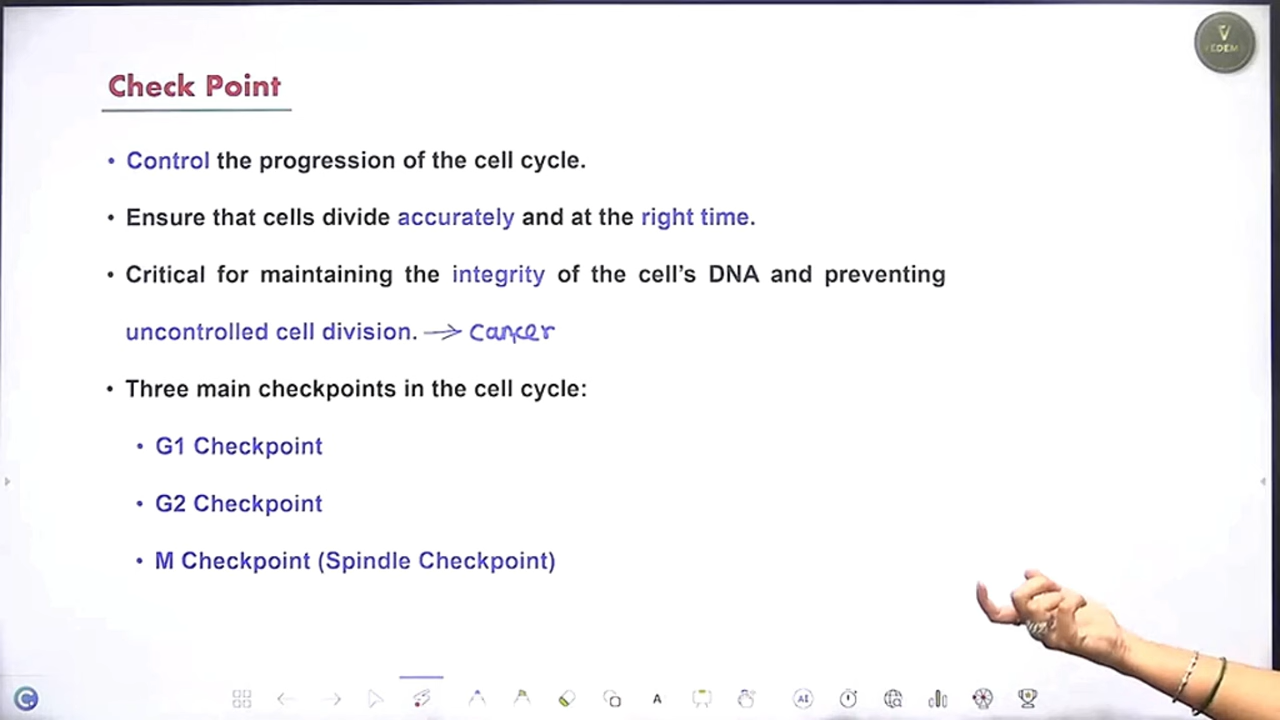 Check Point
• Control the progression of the cell cycle.
• Ensure that cells divide accurately and at the right time.
• Critical for maintaining the integrity of the cell's DNA and preventing
uncontrolled cell division. → Cancer
• Three main checkpoints in the cell cycle:
• G1 Checkpoint
• G2 Checkpoint
• M Checkpoint (Spindle Checkpoint)
A
AI